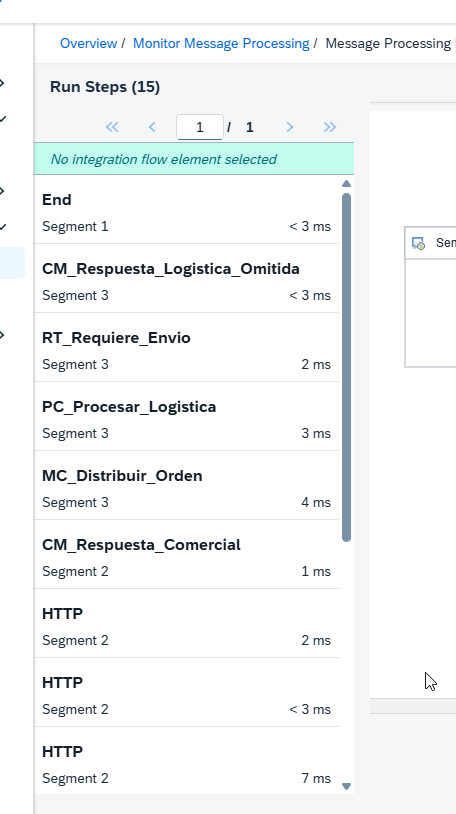 Overview / Monitor Message Processing / Message Processing
Run Steps (15)
1 / 1
No integration flow element selected
End
Segment 1 < 3 ms
CM_Respuesta_Logistica_Omitida
Segment 3 < 3 ms
RT_Requiere_Envio
Segment 3 2 ms
PC_Procesar_Logistica
Segment 3 3 ms
MC_Distribuir_Orden
Segment 3 4 ms
CM_Respuesta_Comercial
Segment 2 1 ms
HTTP
Segment 2 2 ms
HTTP
Segment 2 < 3 ms
HTTP
Segment 2 7 ms
Sen